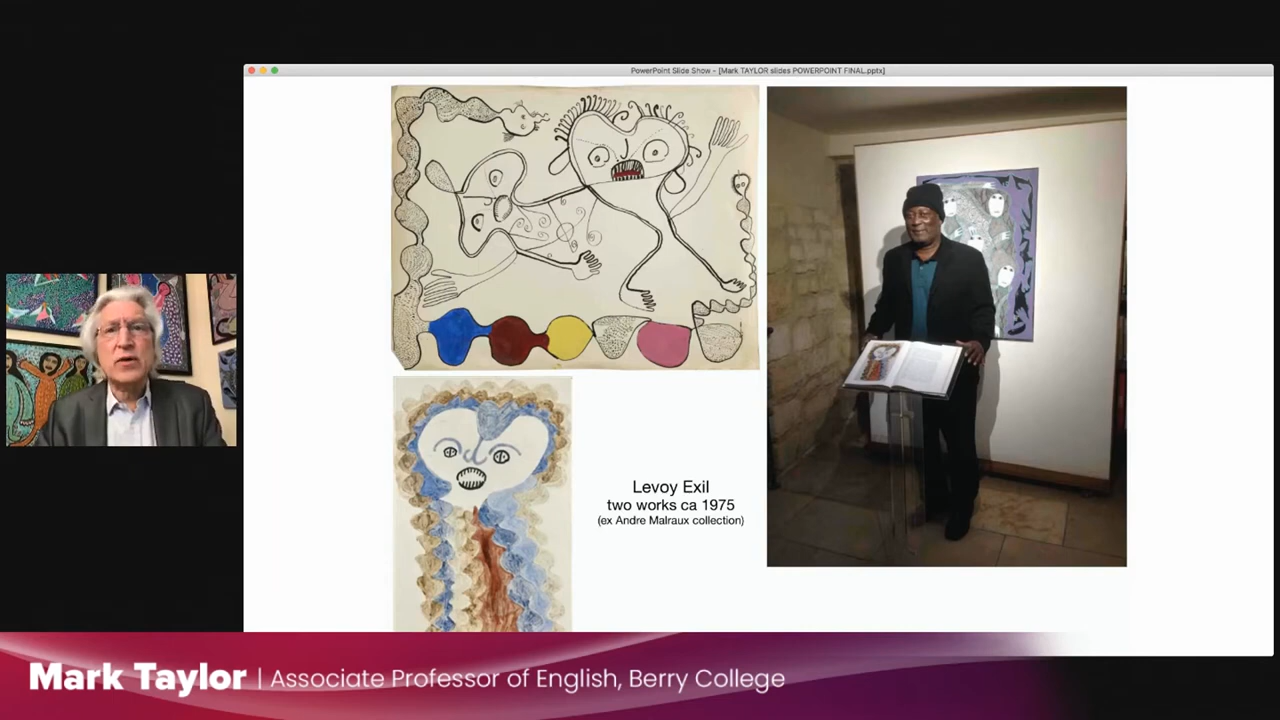 PowerPoint Slide Show - [Mark TAYLOR slides POWERPOINT FINAL.pptx]
Levoy Exil
two works ca 1975
(ex Andre Malraux collection)
Mark Taylor | Associate Professor of English, Berry College